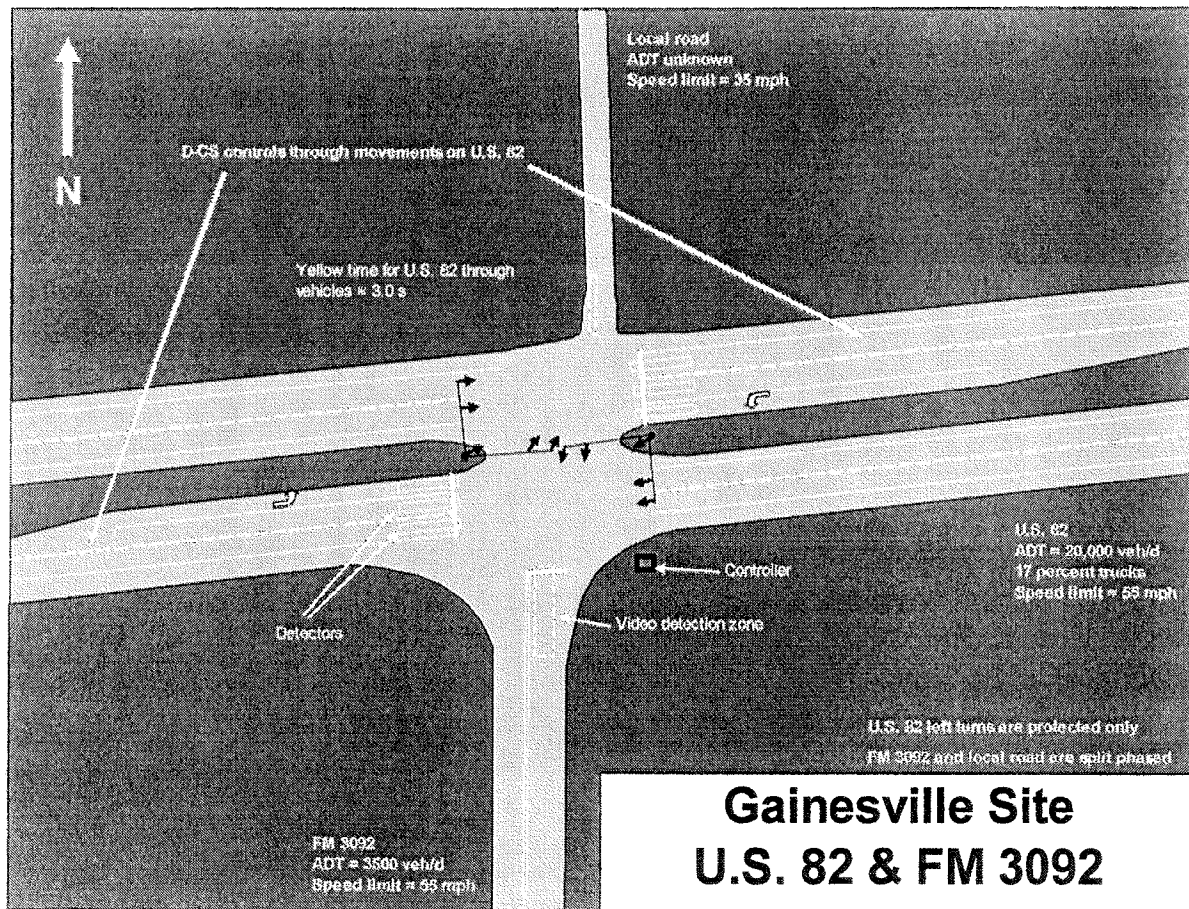 Local road
ADT unknown
Speed limit = 35 mph
D-CS controls through movements on U.S. 82
N
Yellow time for U.S. 82 through
vehicles = 3.0 s
U.S. 82
ADT = 20,000 veh/d
17 percent trucks
Speed limit = 55 mph
Controller
Video detection zone
Detectors
U.S. 82 left turns are protected only
FM 3092 and local road are split phased
FM 3092
ADT = 3500 veh/d
Speed limit = 55 mph
Gainesville Site
U.S. 82 & FM 3092